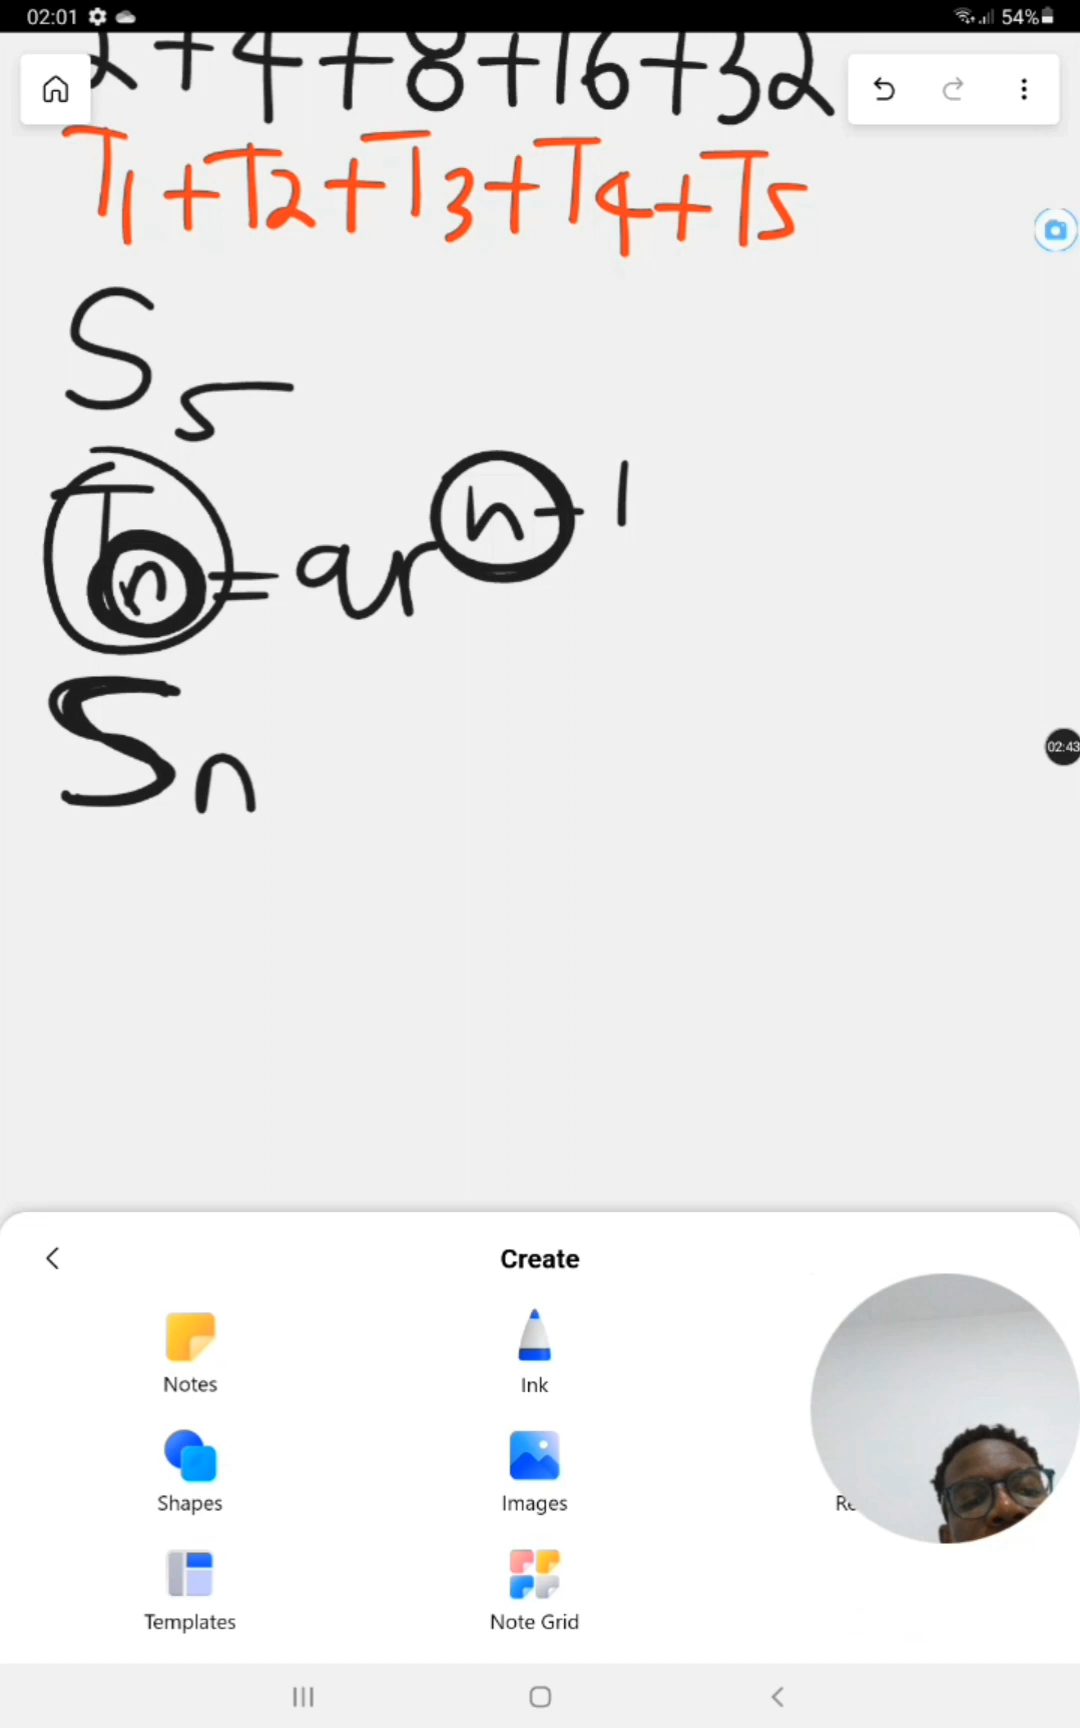 02:01 54%
2+4+8+16+32
T1+T2+T3+T4+T5
S5
Tn=ar^n-1
02:43
Sn
Create
Notes Ink
Shapes Images Re
Templates Note Grid